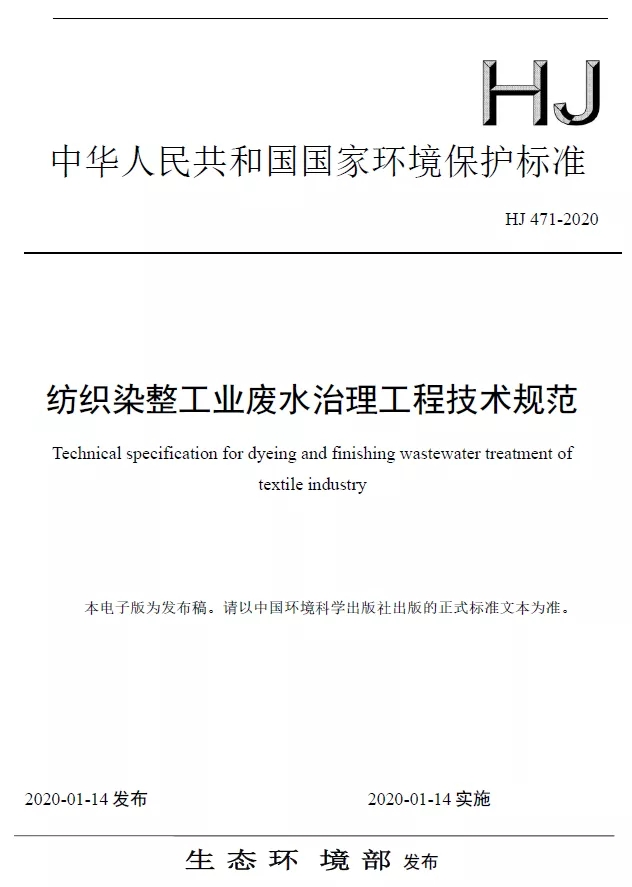 HJ
中华人民共和国国家环境保护标准
HJ 471-2020
纺织染整工业废水治理工程技术规范
Technical specification for dyeing and finishing wastewater treatment of
textile industry
本电子版为发布稿。请以中国环境科学出版社出版的正式标准文本为准。
2020-01-14 发布 2020-01-14 实施
生态环境部 发布